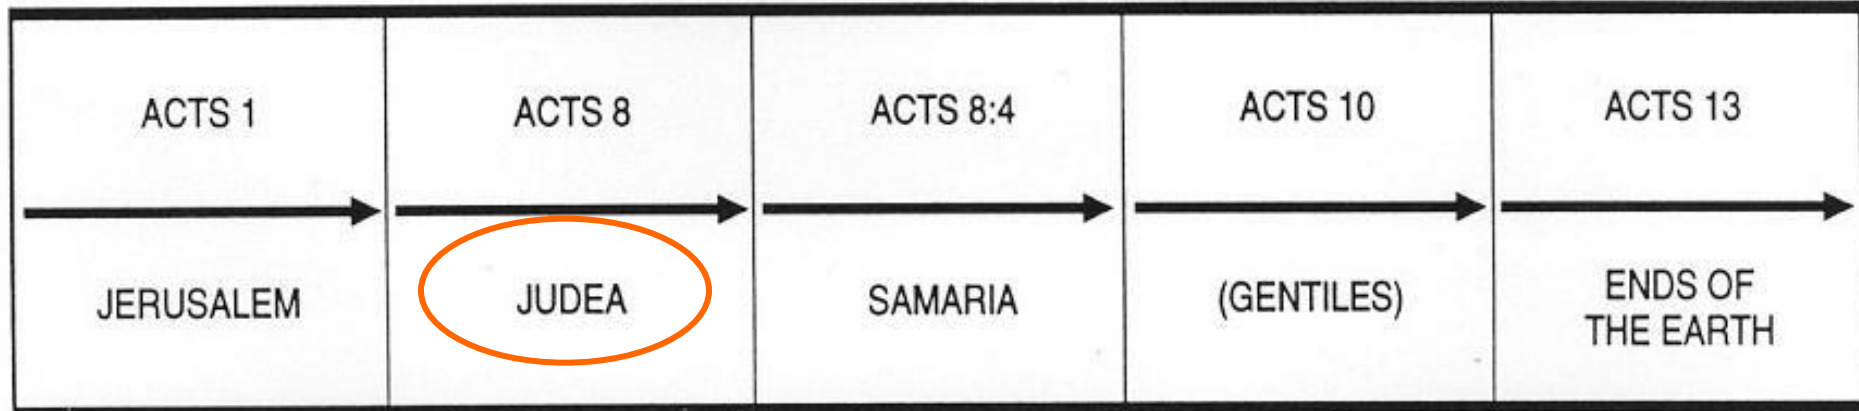 ACTS 1
ACTS 8
ACTS 8:4
ACTS 10
ACTS 13
JERUSALEM
JUDEA
SAMARIA
(GENTILES)
ENDS OF
THE EARTH